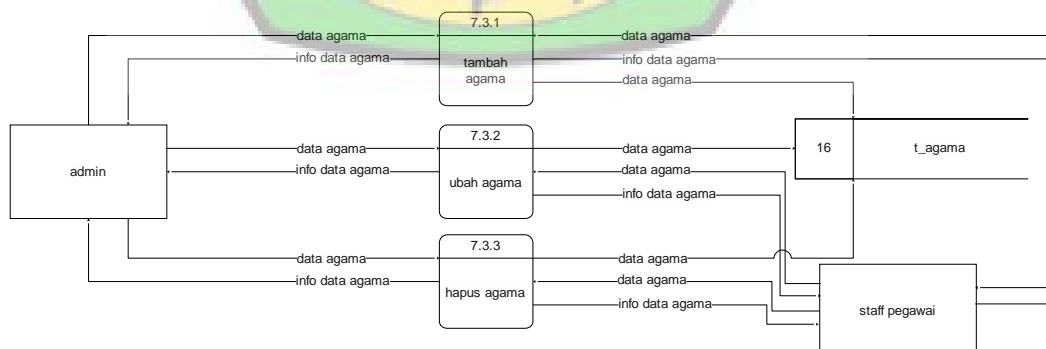 7.3.1
data agama
data agama
info data agama
info data agama
tambah
agama
data agama
7.3.2
data agama
data agama
16
t_agama
admin
info data agama
data agama
ubah agama
info data agama
7.3.3
data agama
data agama
info data agama
data agama
hapus agama
info data agama
staff pegawai